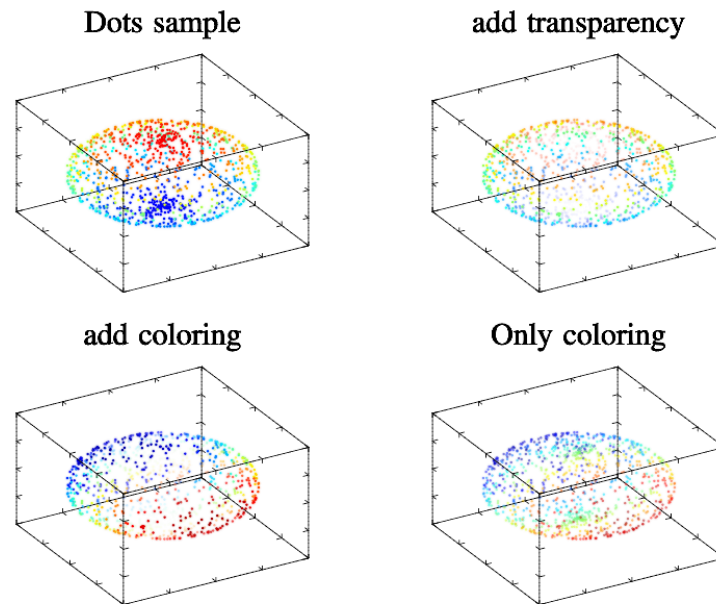 Dots sample
add transparency
add coloring
Only coloring